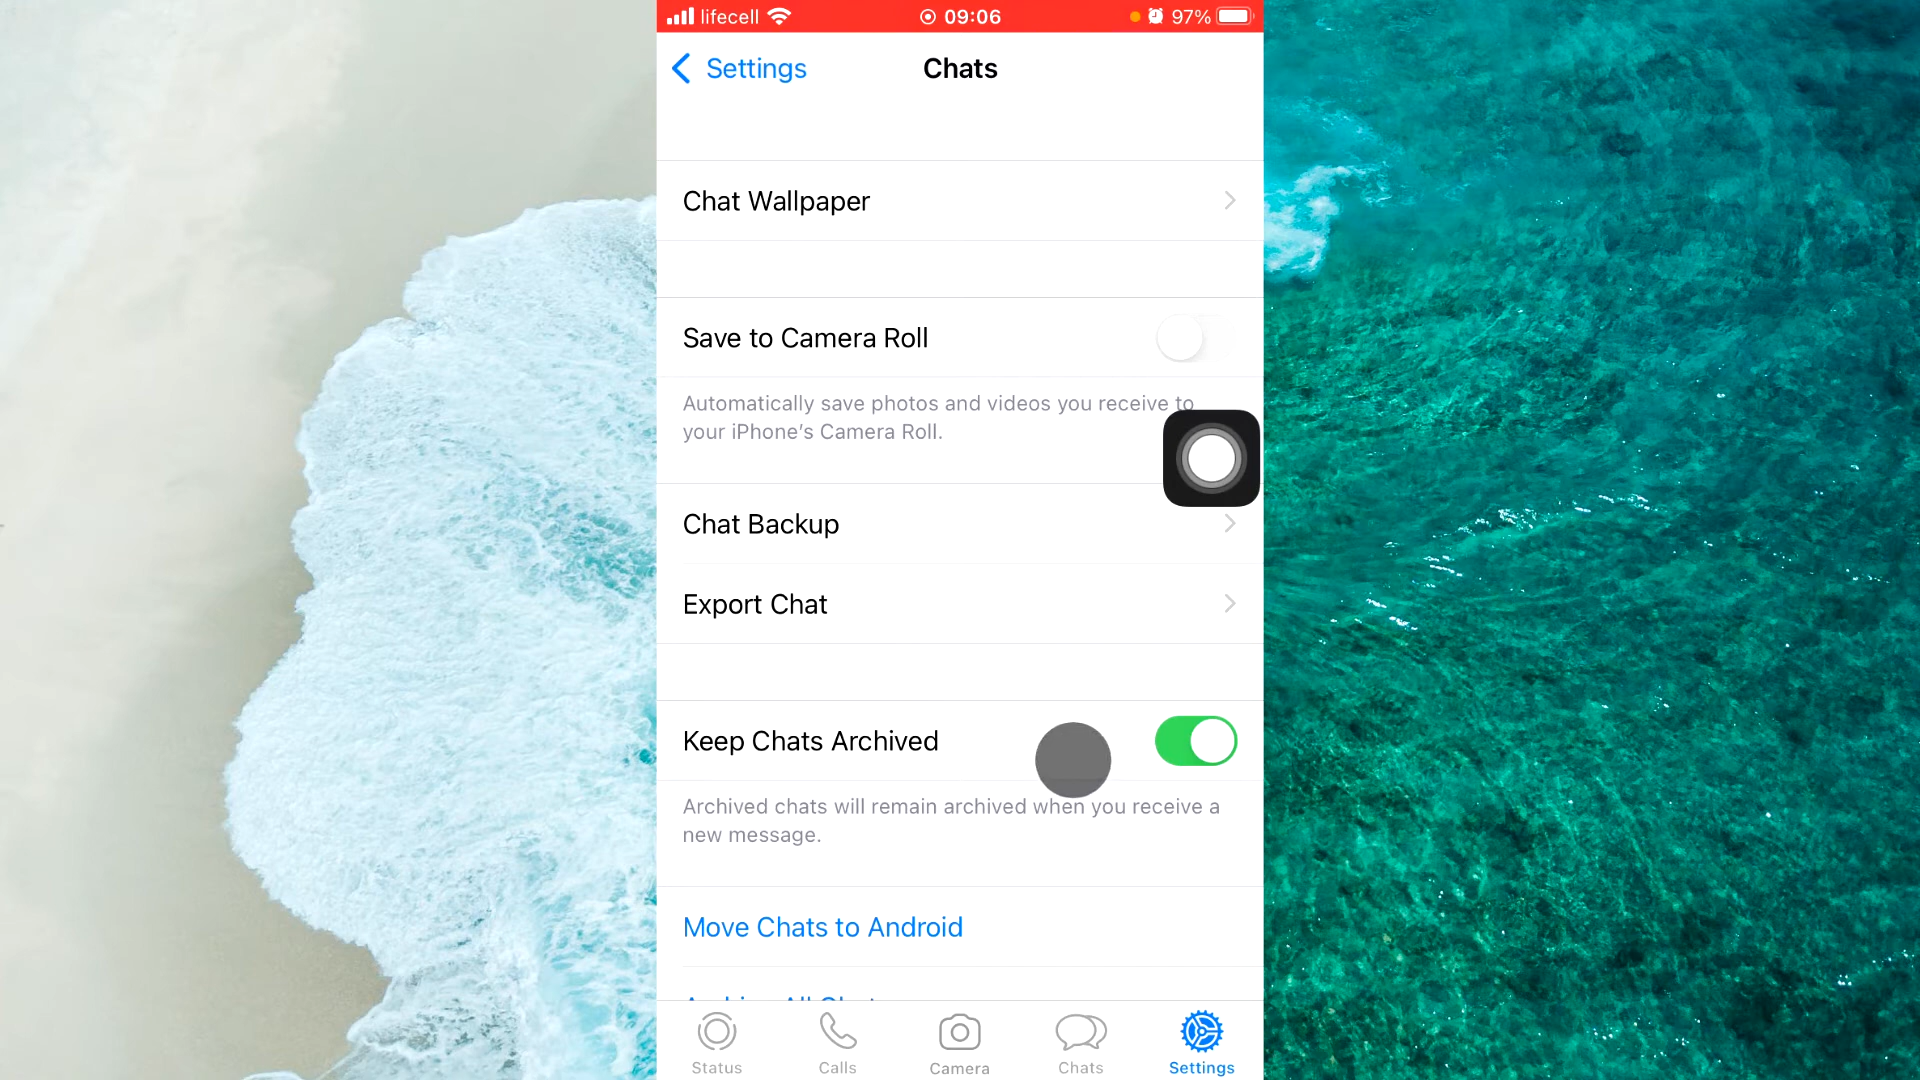 lifecell 09:06 97%
Settings Chats
Chat Wallpaper
Save to Camera Roll
Automatically save photos and videos you receive to
your iPhone's Camera Roll.
Chat Backup
Export Chat
Keep Chats Archived
Archived chats will remain archived when you receive a
new message.
Move Chats to Android
Status Calls Camera Chats Settings